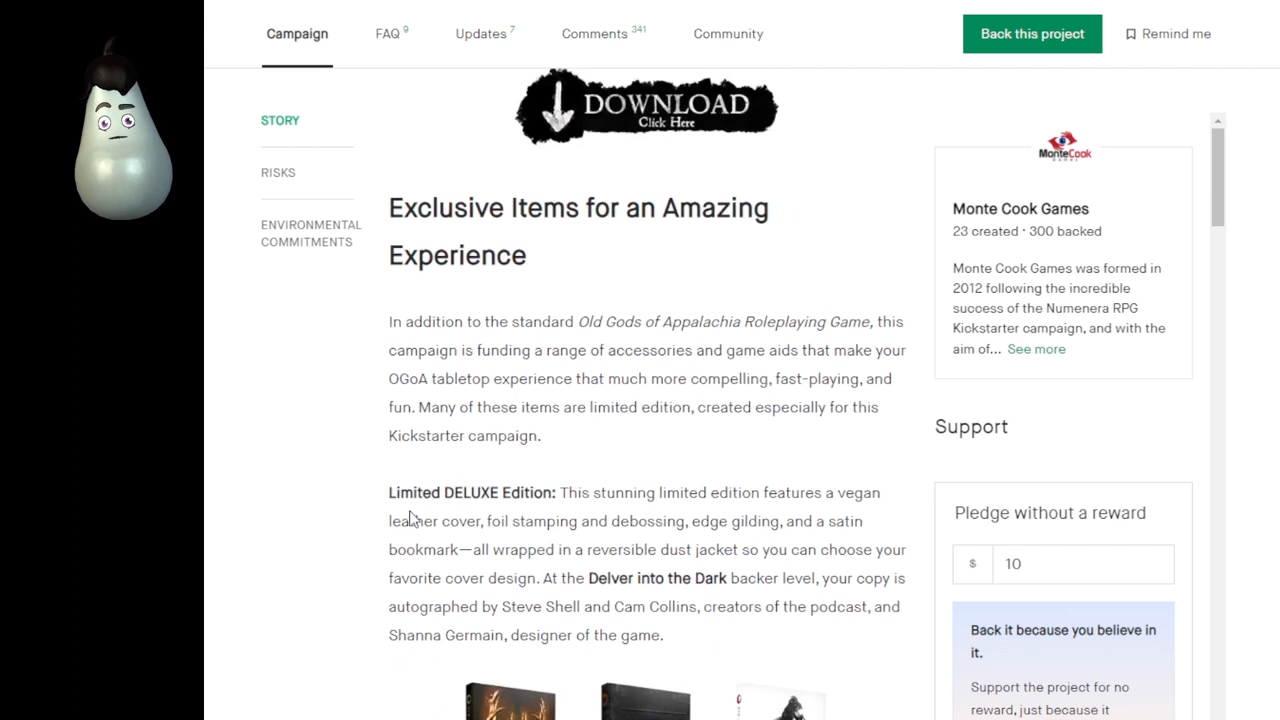 Campaign FAQ 9 Updates 7 Comments 341 Community Back this project Remind me
DOWNLOAD
Click Here
STORY
RISKS
ENVIRONMENTAL
COMMITMENTS
Exclusive Items for an Amazing
Experience
In addition to the standard Old Gods of Appalachia Roleplaying Game, this
campaign is funding a range of accessories and game aids that make your
OGoA tabletop experience that much more compelling, fast-playing, and
fun. Many of these items are limited edition, created especially for this
Kickstarter campaign.
Limited DELUXE Edition: This stunning limited edition features a vegan
leather cover, foil stamping and debossing, edge gilding, and a satin
bookmark—all wrapped in a reversible dust jacket so you can choose your
favorite cover design. At the Delver into the Dark backer level, your copy is
autographed by Steve Shell and Cam Collins, creators of the podcast, and
Shanna Germain, designer of the game.
MonteCook
Monte Cook Games
23 created · 300 backed
Monte Cook Games was formed in
2012 following the incredible
success of the Numenera RPG
Kickstarter campaign, and with the
aim of... See more
Support
Pledge without a reward
$ 10
Back it because you believe in
it.
Support the project for no
reward, just because it